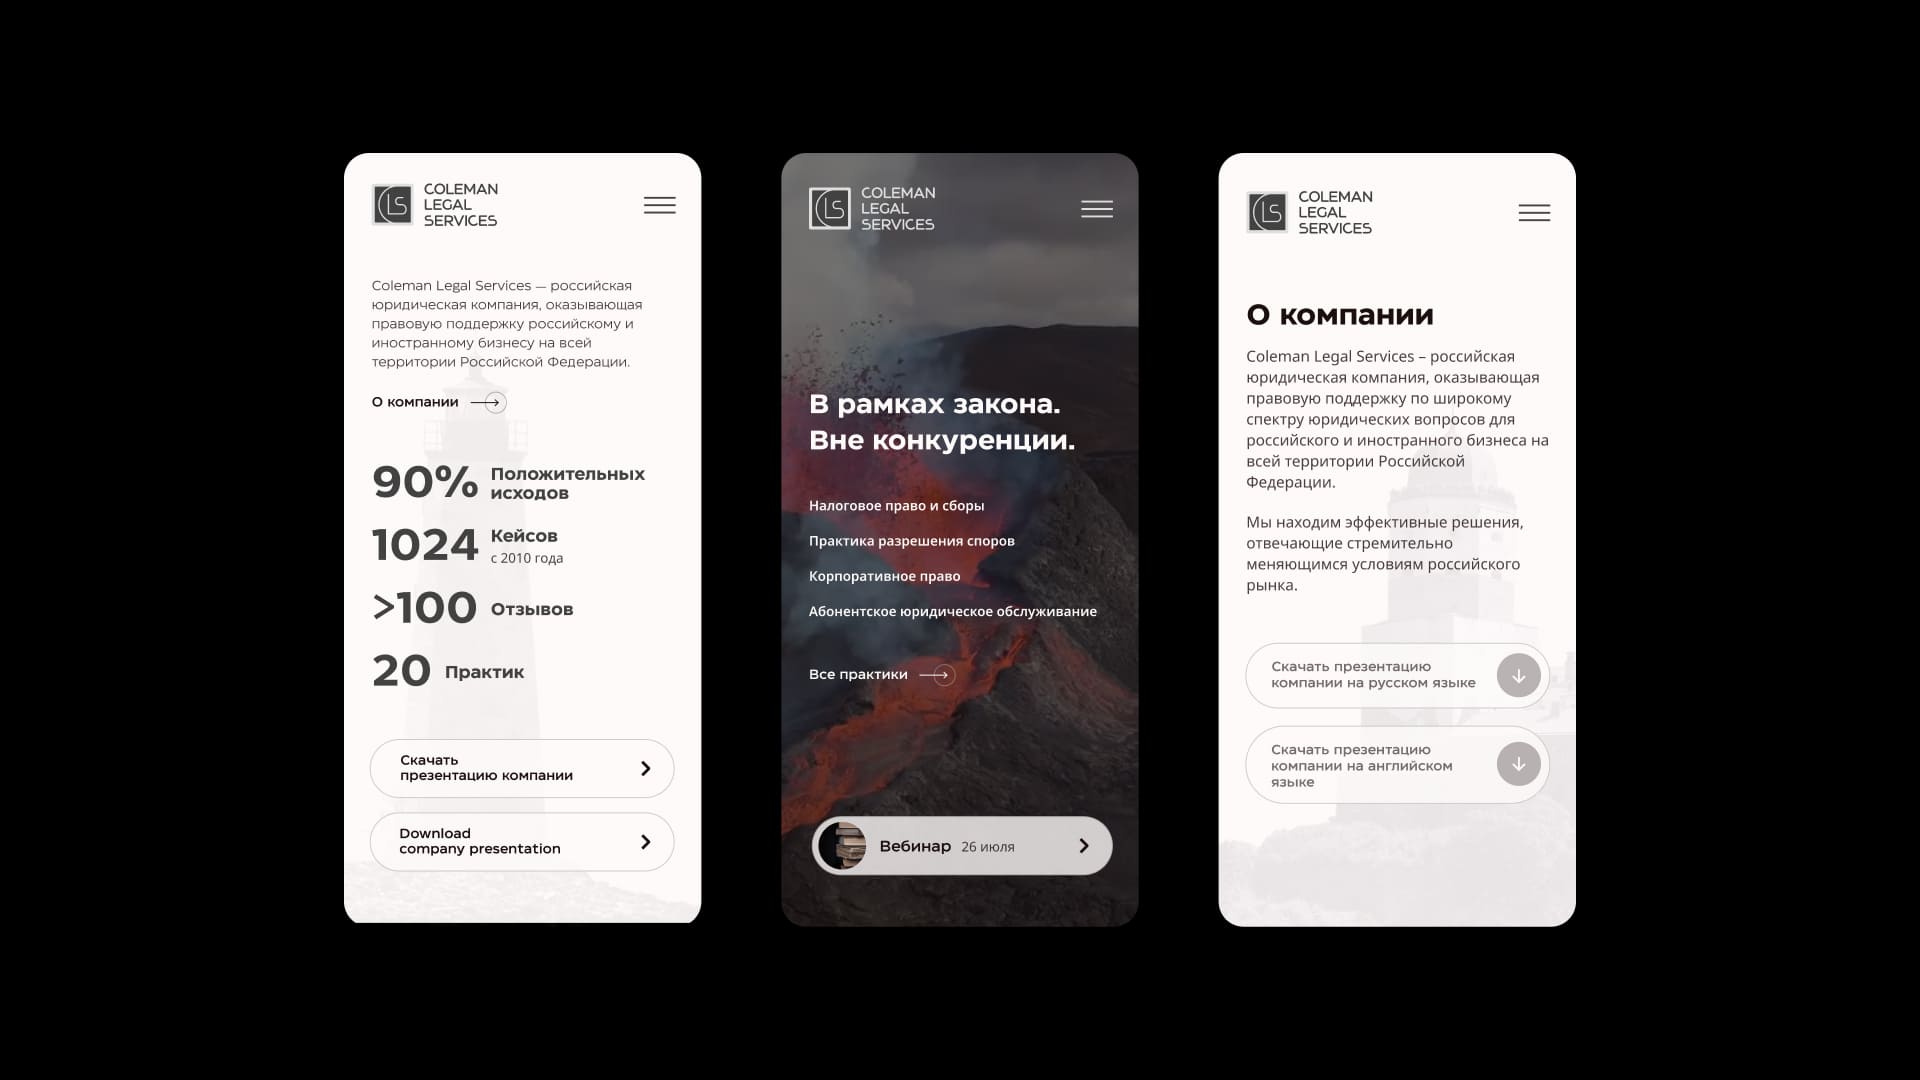 COLEMAN
LEGAL
SERVICES
Coleman Legal Services — российская
юридическая компания, оказывающая
правовую поддержку российскому и
иностранному бизнесу на всей
территории Российской Федерации.
О компании
90% Положительных
исходов
1024 Кейсов
с 2010 года
>100 Отзывов
20 Практик
Скачать
презентацию компании
Download
company presentation
COLEMAN
LEGAL
SERVICES
В рамках закона.
Вне конкуренции.
Налоговое право и сборы
Практика разрешения споров
Корпоративное право
Абонентское юридическое обслуживание
Все практики
Вебинар 26 июля
COLEMAN
LEGAL
SERVICES
О компании
Coleman Legal Services – российская
юридическая компания, оказывающая
правовую поддержку по широкому
спектру юридических вопросов для
российского и иностранного бизнеса на
всей территории Российской
Федерации.
Мы находим эффективные решения,
отвечающие стремительно
меняющимся условиям российского
рынка.
Скачать презентацию
компании на русском языке
Скачать презентацию
компании на английском
языке